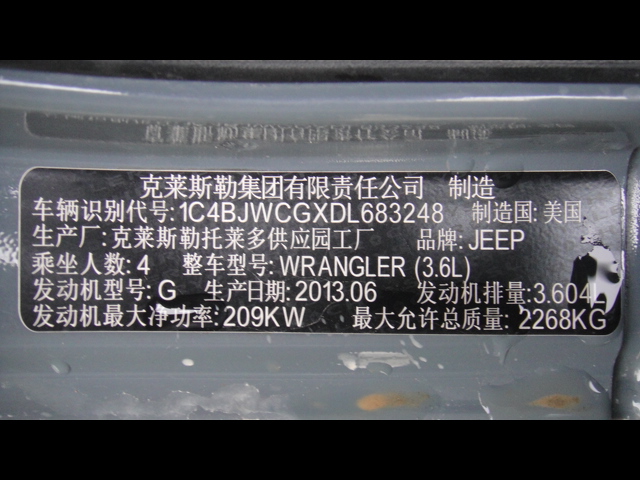 克莱斯勒集团有限责任公司 制造
车辆识别代号: 1C4BJWCGXDL683248 制造国: 美国
生产厂: 克莱斯勒托莱多供应园工厂 品牌: JEEP
乘坐人数: 4 整车型号: WRANGLER (3.6L)
发动机型号: G 生产日期: 2013.06 发动机排量: 3.604L
发动机最大净功率: 209KW 最大允许总质量: 2268KG